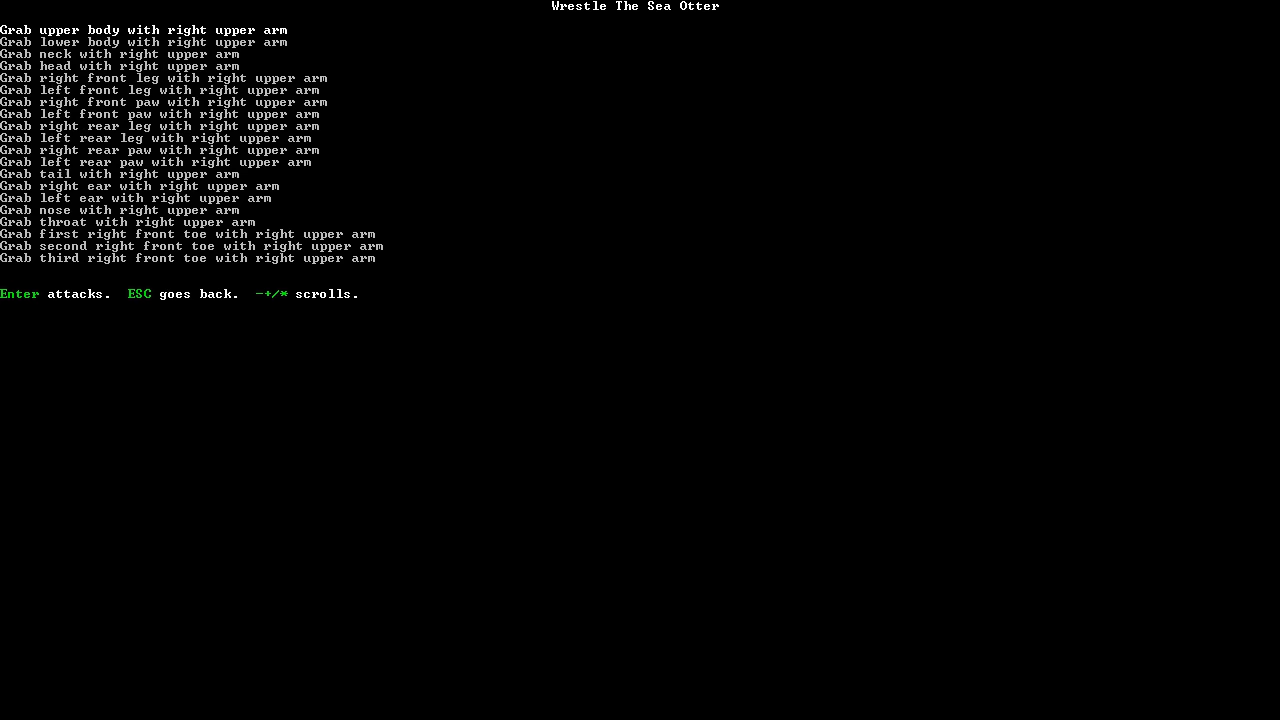 Wrestle The Sea Otter
Grab upper body with right upper arm
Grab lower body with right upper arm
Grab neck with right upper arm
Grab head with right upper arm
Grab right front leg with right upper arm
Grab left front leg with right upper arm
Grab right front paw with right upper arm
Grab left front paw with right upper arm
Grab right rear leg with right upper arm
Grab left rear leg with right upper arm
Grab right rear paw with right upper arm
Grab left rear paw with right upper arm
Grab tail with right upper arm
Grab right ear with right upper arm
Grab left ear with right upper arm
Grab nose with right upper arm
Grab throat with right upper arm
Grab first right front toe with right upper arm
Grab second right front toe with right upper arm
Grab third right front toe with right upper arm
Enter attacks.  ESC goes back.  -+/* scrolls.